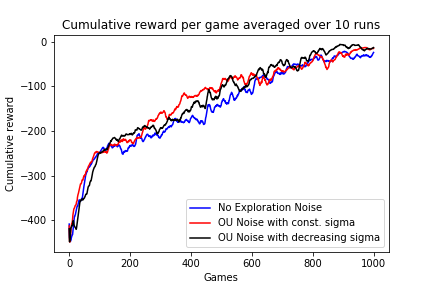 Cumulative reward per game averaged over 10 runs
0
−100
−200
−300
−400
Cumulative reward
No Exploration Noise
OU Noise with const. sigma
OU Noise with decreasing sigma
0 200 400 600 800 1000
Games